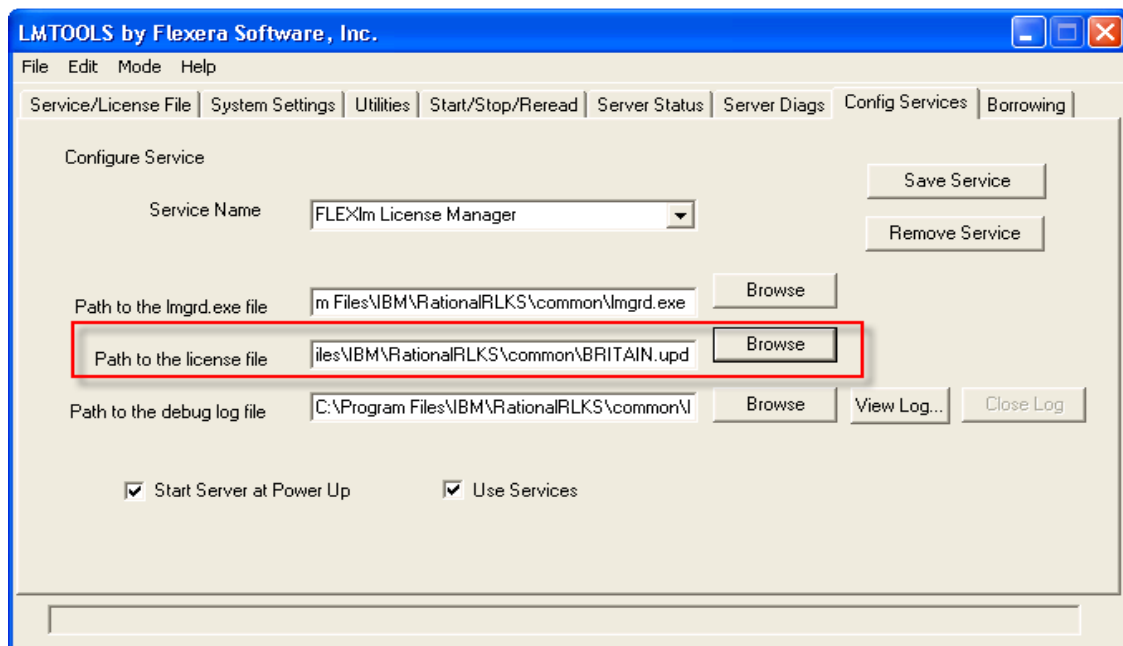 LMTOOLS by Flexera Software, Inc.
File Edit Mode Help
Service/License File System Settings Utilities Start/Stop/Reread Server Status Server Diags Config Services Borrowing
Configure Service
Save Service
Service Name FLEXlm License Manager
Remove Service
Path to the lmgrd.exe file m Files\IBM\RationalRLKS\common\lmgrd.exe Browse
Path to the license file iles\IBM\RationalRLKS\common\BRITAIN.upd Browse
Path to the debug log file C:\Program Files\IBM\RationalRLKS\common\l Browse View Log... Close Log
Start Server at Power Up Use Services